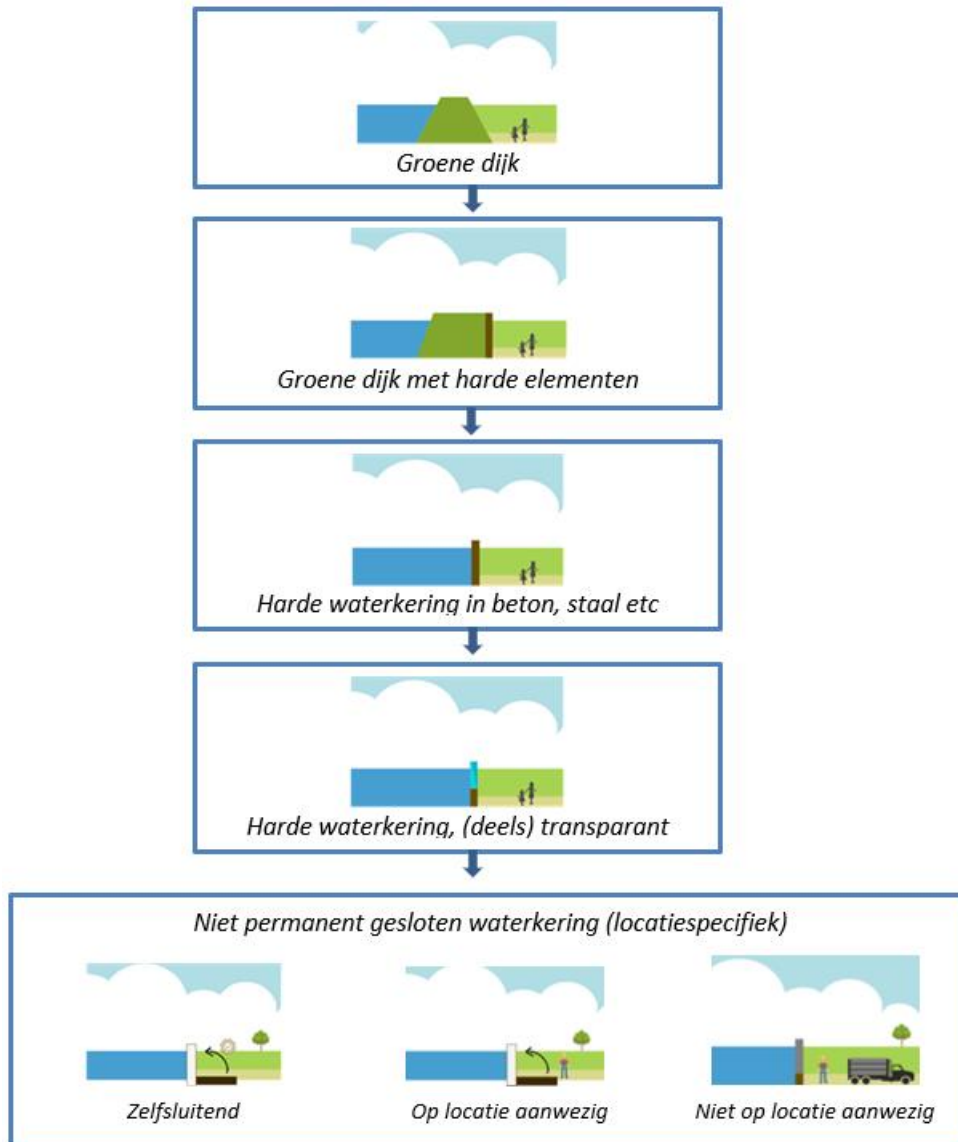 Groene dijk
Groene dijk met harde elementen
Harde waterkering in beton, staal etc
Harde waterkering, (deels) transparant
Niet permanent gesloten waterkering (locatiespecifiek)
Zelfsluitend
Op locatie aanwezig
Niet op locatie aanwezig